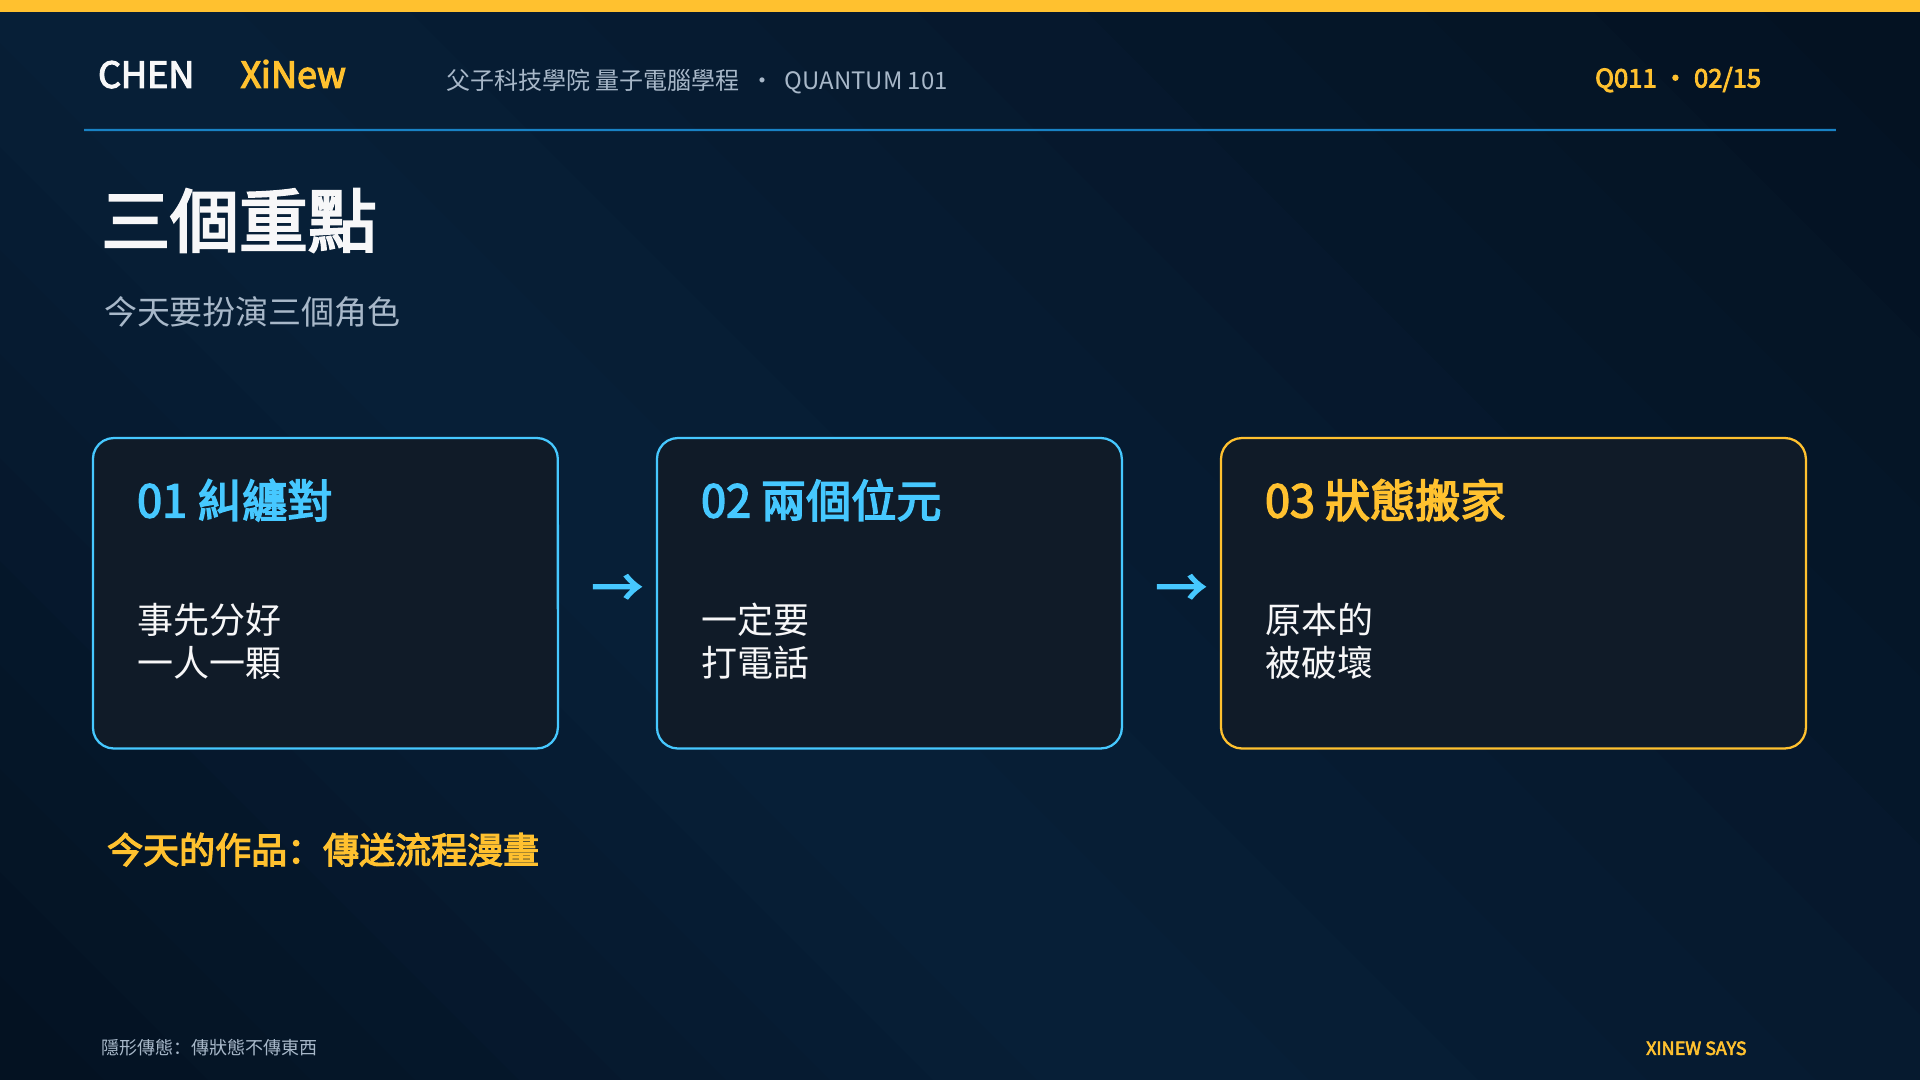 CHEN XiNew 父子科技學院 量子電腦學程 • QUANTUM 101 Q011 • 02/15
三個重點
今天要扮演三個角色
01 糾纏對
事先分好
一人一顆
→
02 兩個位元
一定要
打電話
→
03 狀態搬家
原本的
被破壞
今天的作品：傳送流程漫畫
隱形傳態：傳狀態不傳東西
XINEW SAYS